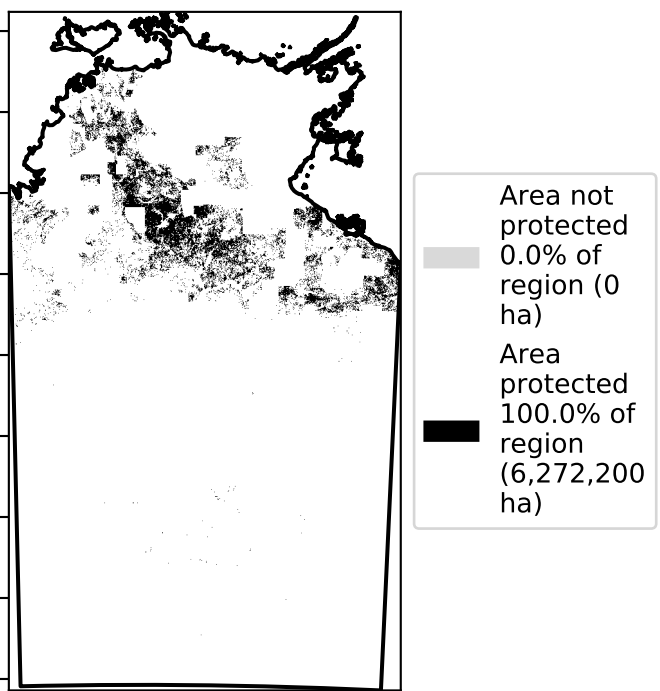 Area not
protected
0.0% of
region (0
ha)
Area
protected
100.0% of
region
(6,272,200
ha)